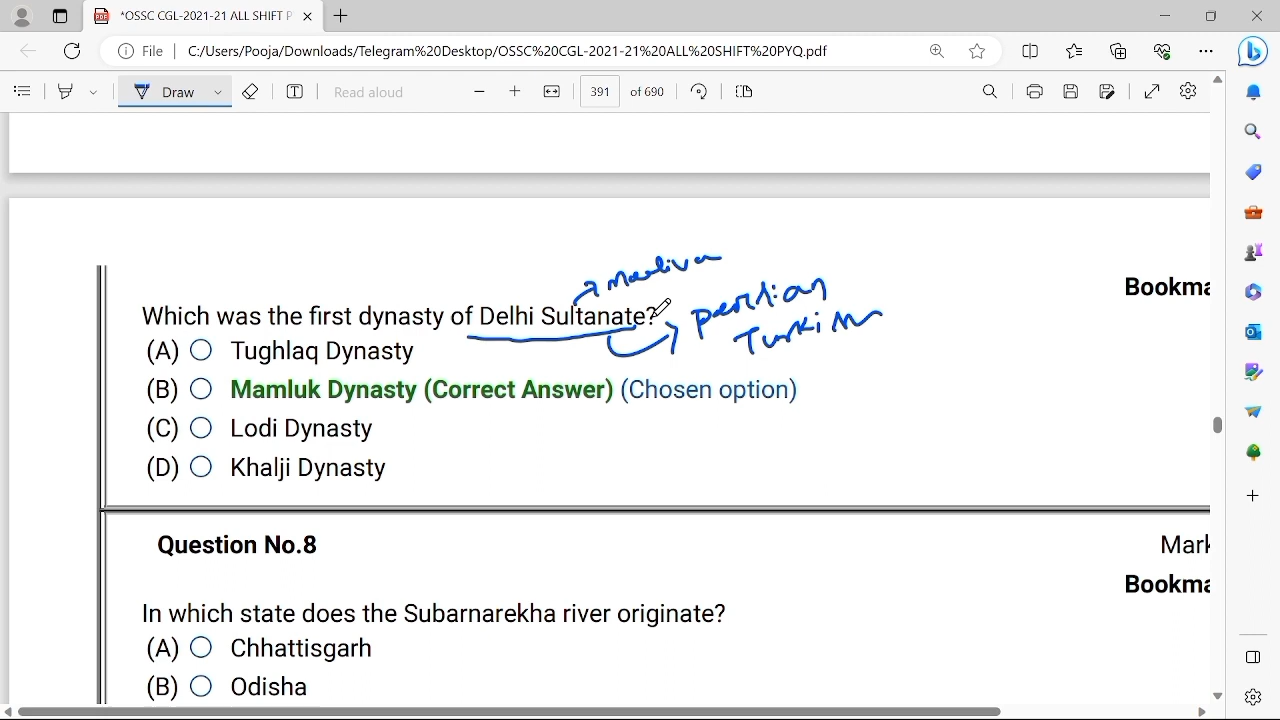 *OSSC CGL-2021-21 ALL SHIFT P
File
C:/Users/Pooja/Downloads/Telegram%20Desktop/OSSC%20CGL-2021-21%20ALL%20SHIFT%20PYQ.pdf
Draw
Read aloud
391 of 690
Bookma
Which was the first dynasty of Delhi Sultanate?
(A) Tughlaq Dynasty
(B) Mamluk Dynasty (Correct Answer) (Chosen option)
(C) Lodi Dynasty
(D) Khalji Dynasty
Question No.8
Mark
Bookma
In which state does the Subarnarekha river originate?
(A) Chhattisgarh
(B) Odisha